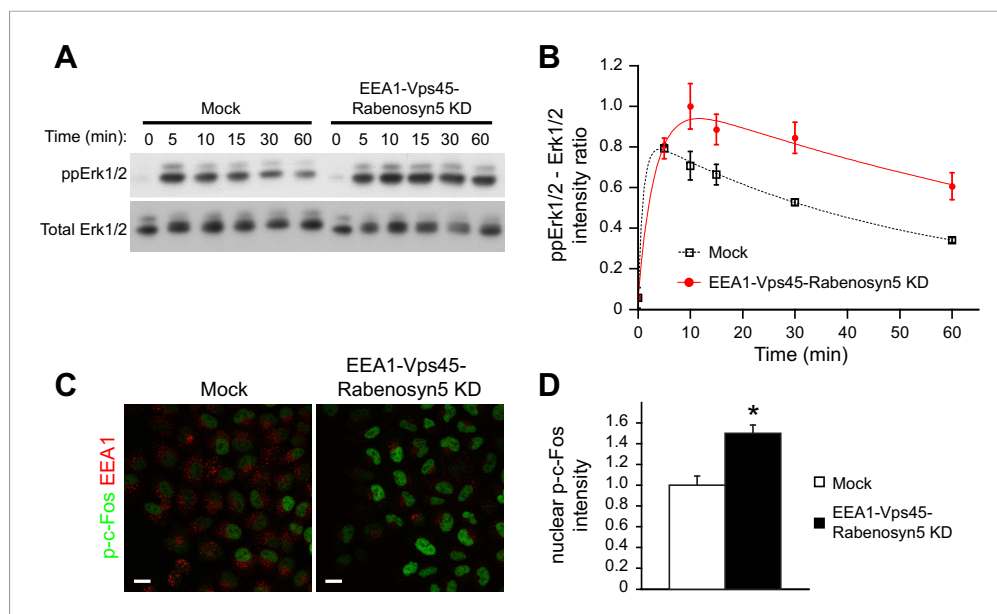 A
Mock
EEA1-Vps45-
Rabenosyn5 KD
Time (min): 0 5 10 15 30 60 0 5 10 15 30 60
ppErk1/2
Total Erk1/2
B
ppErk1/2 - Erk1/2
intensity ratio
1.2
1.0
0.8
0.6
0.4
0.2
0
Mock
EEA1-Vps45-Rabenosyn5 KD
0 10 20 30 40 50 60
Time (min)
C
Mock
EEA1-Vps45-
Rabenosyn5 KD
p-c-Fos EEA1
D
nuclear p-c-Fos
intensity
1.6
1.4
1.2
1.0
0.8
0.6
0.4
0.2
0
*
Mock
EEA1-Vps45-
Rabenosyn5 KD